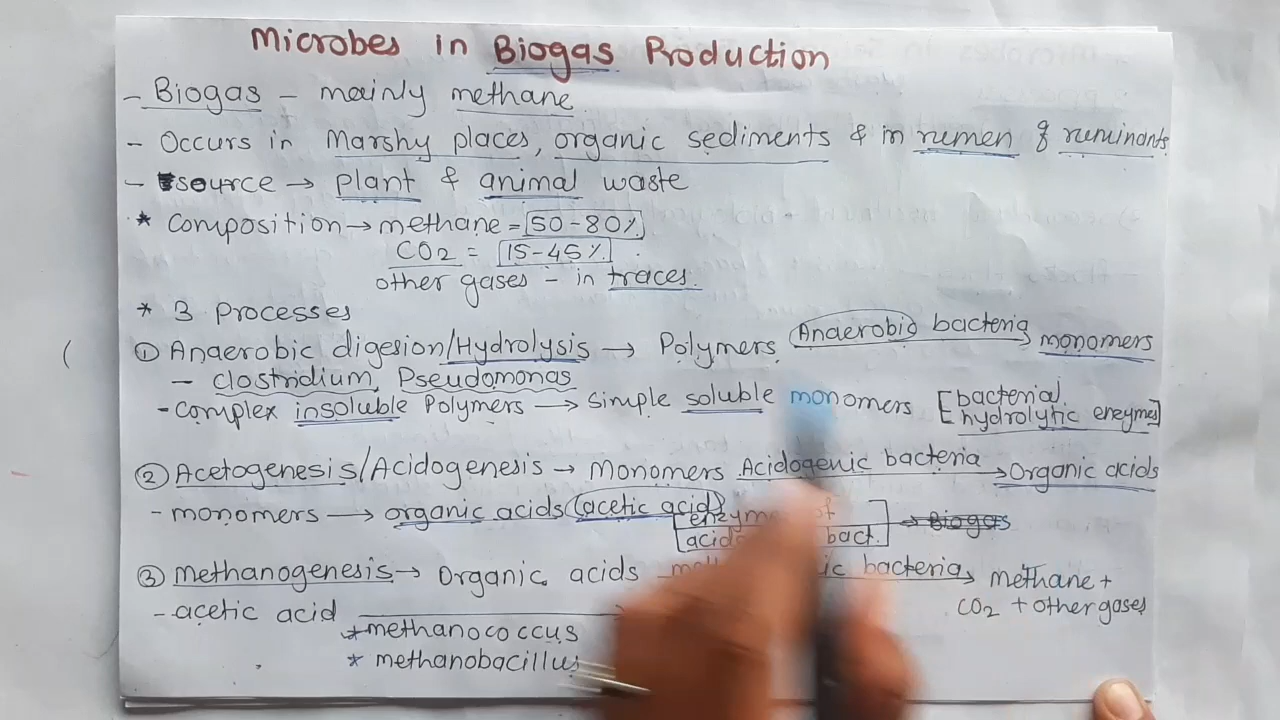 Microbes in Biogas Production
- Biogas - mainly methane
- Occurs in Marshy places, organic sediments & in rumen of ruminants
- source → plant & animal waste
* Composition → methane = 50-80%
CO2 = 15-45%
other gases - in traces.
* 3 Processes
① Anaerobic digesion/Hydrolysis → Polymers Anaerobic bacteria monomers
- clostridium, Pseudomonas
- complex insoluble Polymers → simple soluble monomers [bacterial hydrolytic enzymes]
② Acetogenesis/Acidogenesis → Monomers Acidogenic bacteria → Organic acids
- monomers → organic acids (acetic acid)
bact. → Biogas
③ methanogenesis → Organic acids bacteria → methane +
CO2 + other gases
- acetic acid
* methanococcus
* methanobacillus